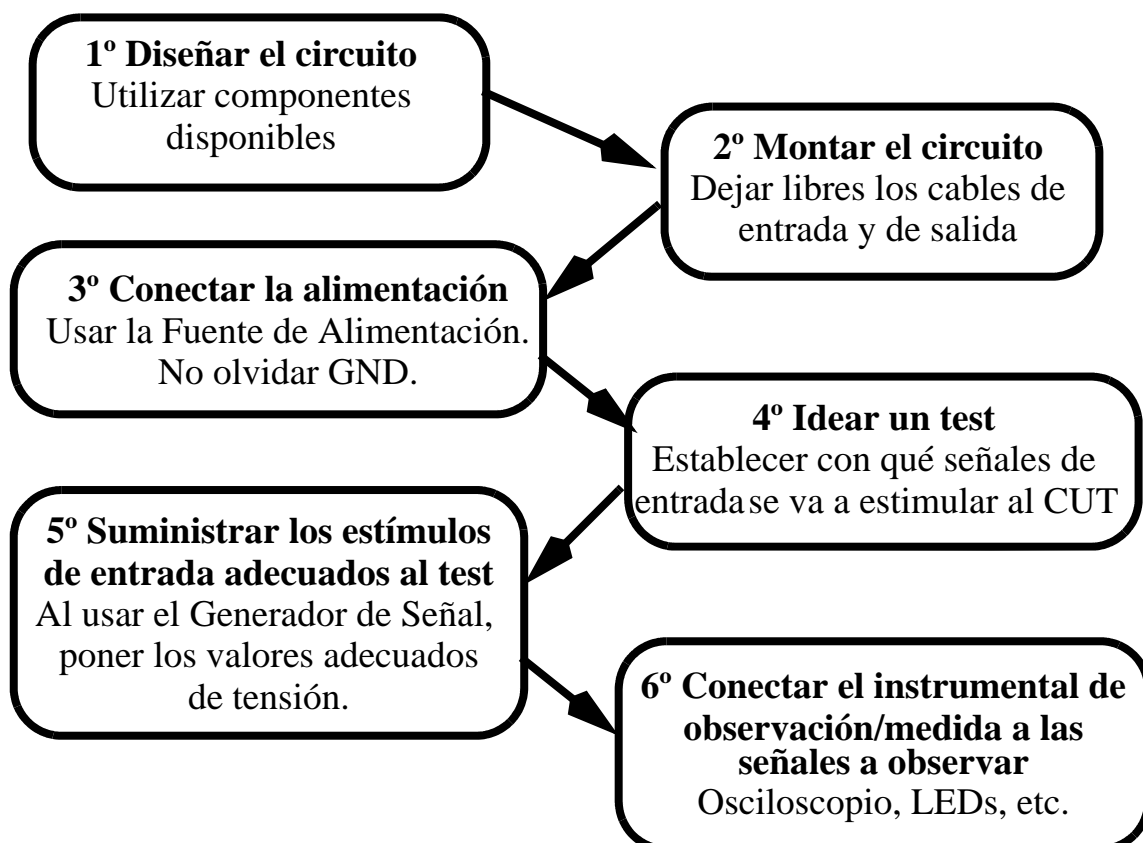 1º Diseñar el circuito
Utilizar componentes
disponibles
2º Montar el circuito
Dejar libres los cables de
entrada y de salida
3º Conectar la alimentación
Usar la Fuente de Alimentación.
No olvidar GND.
4º Idear un test
Establecer con qué señales de
entrada se va a estimular al CUT
5º Suministrar los estímulos
de entrada adecuados al test
Al usar el Generador de Señal,
poner los valores adecuados
de tensión.
6º Conectar el instrumental de
observación/medida a las
señales a observar
Osciloscopio, LEDs, etc.